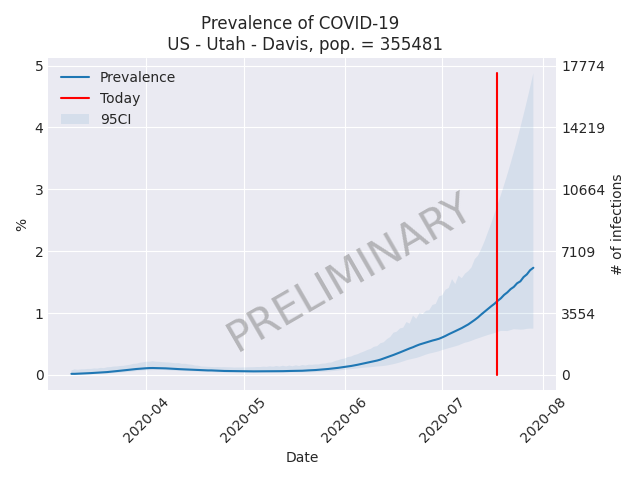 Prevalence of COVID-19
US - Utah - Davis, pop. = 355481
Prevalence
Today
95CI
5
4
3
2
1
0
%
17774
14219
10664
7109
3554
0
# of infections
PRELIMINARY
2020-04
2020-05
2020-06
2020-07
2020-08
Date